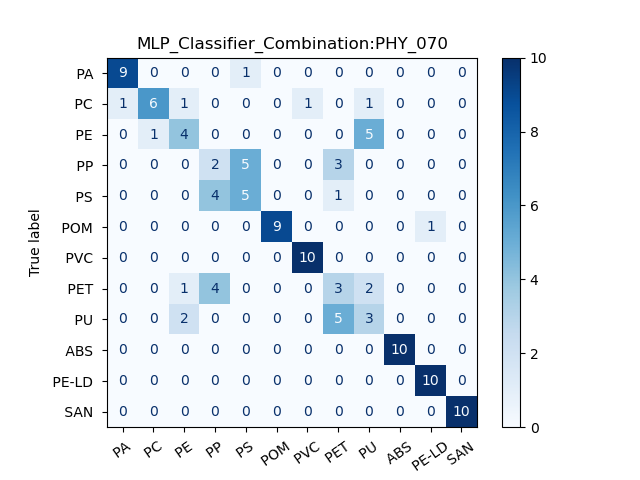 MLP_Classifier_Combination:PHY_070
PA 9 0 0 0 1 0 0 0 0 0 0 0
PC 1 6 1 0 0 0 1 0 1 0 0 0
PE 0 1 4 0 0 0 0 0 5 0 0 0
PP 0 0 0 2 5 0 0 3 0 0 0 0
PS 0 0 0 4 5 0 0 1 0 0 0 0
POM 0 0 0 0 0 9 0 0 0 0 1 0
PVC 0 0 0 0 0 0 10 0 0 0 0 0
PET 0 0 1 4 0 0 0 3 2 0 0 0
PU 0 0 2 0 0 0 0 5 3 0 0 0
ABS 0 0 0 0 0 0 0 0 0 10 0 0
PE-LD 0 0 0 0 0 0 0 0 0 0 10 0
SAN 0 0 0 0 0 0 0 0 0 0 0 10
PA PC PE PP PS POM PVC PET PU ABS PE-LD SAN
True label
10
8
6
4
2
0